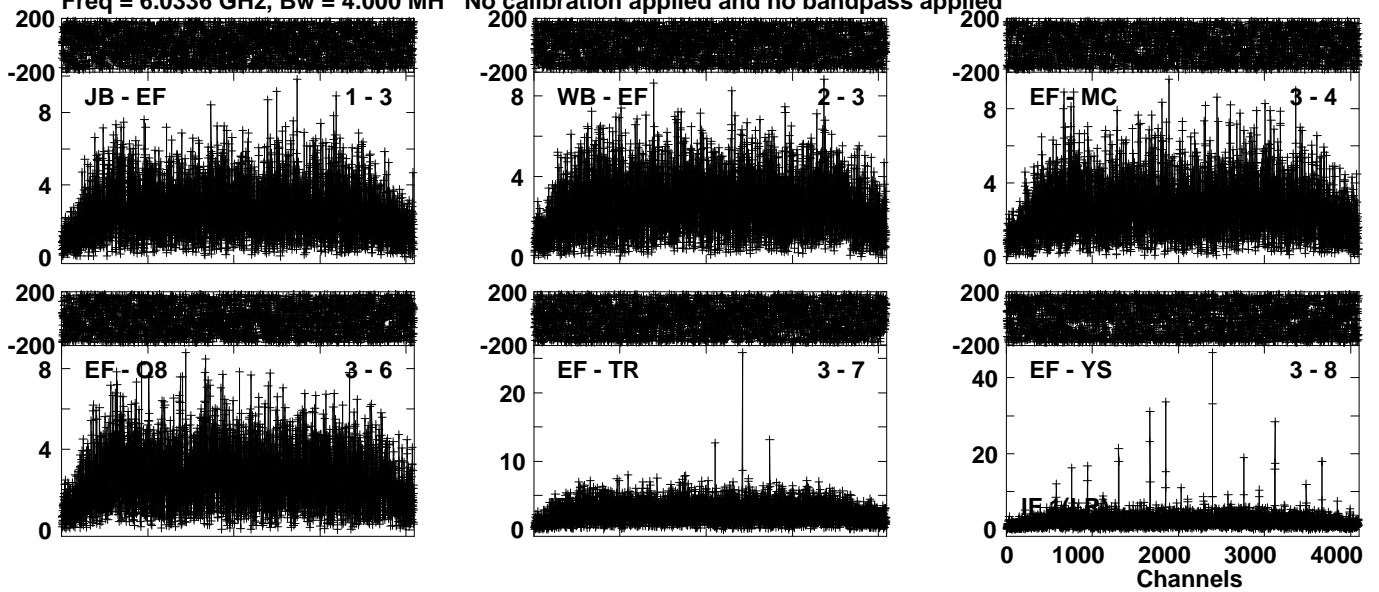 Freq = 6.0336 GHz, Bw = 4.000 MH No calibration applied and no bandpass applied
200 200 200
-200 -200 -200
JB - EF 1 - 3 WB - EF 2 - 3 EF - MC 3 - 4
8 8 8
4 4 4
0 0 0
200 200 200
-200 -200 -200
EF - O8 3 - 6 EF - TR 3 - 7 EF - YS 3 - 8
8 20 40
4 10 20
0 0 0
IF 1(LR)
0 1000 2000 3000 4000
Channels